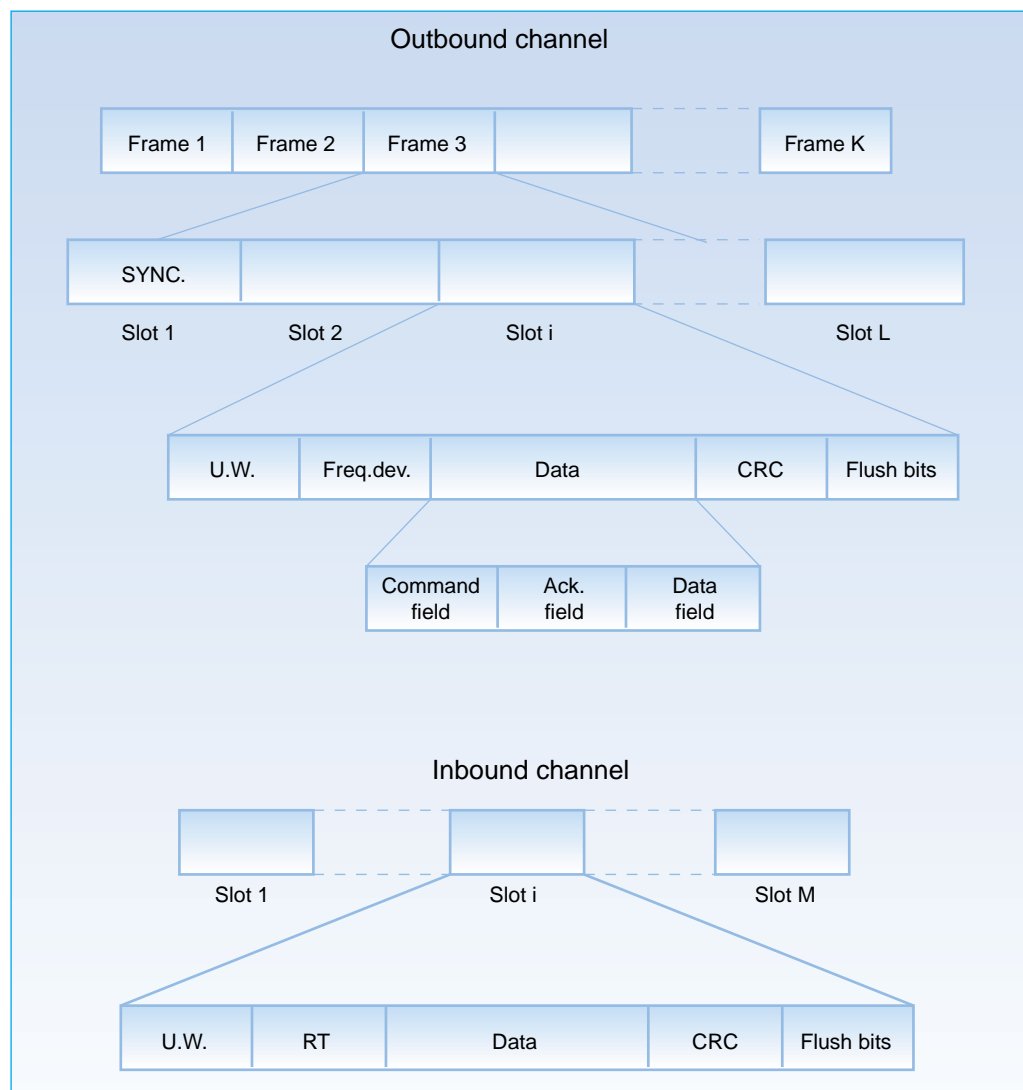 Outbound channel
Frame 1 Frame 2 Frame 3 Frame K
SYNC.
Slot 1 Slot 2 Slot i Slot L
U.W. Freq.dev. Data CRC Flush bits
Command field Ack. field Data field
Inbound channel
Slot 1 Slot i Slot M
U.W. RT Data CRC Flush bits